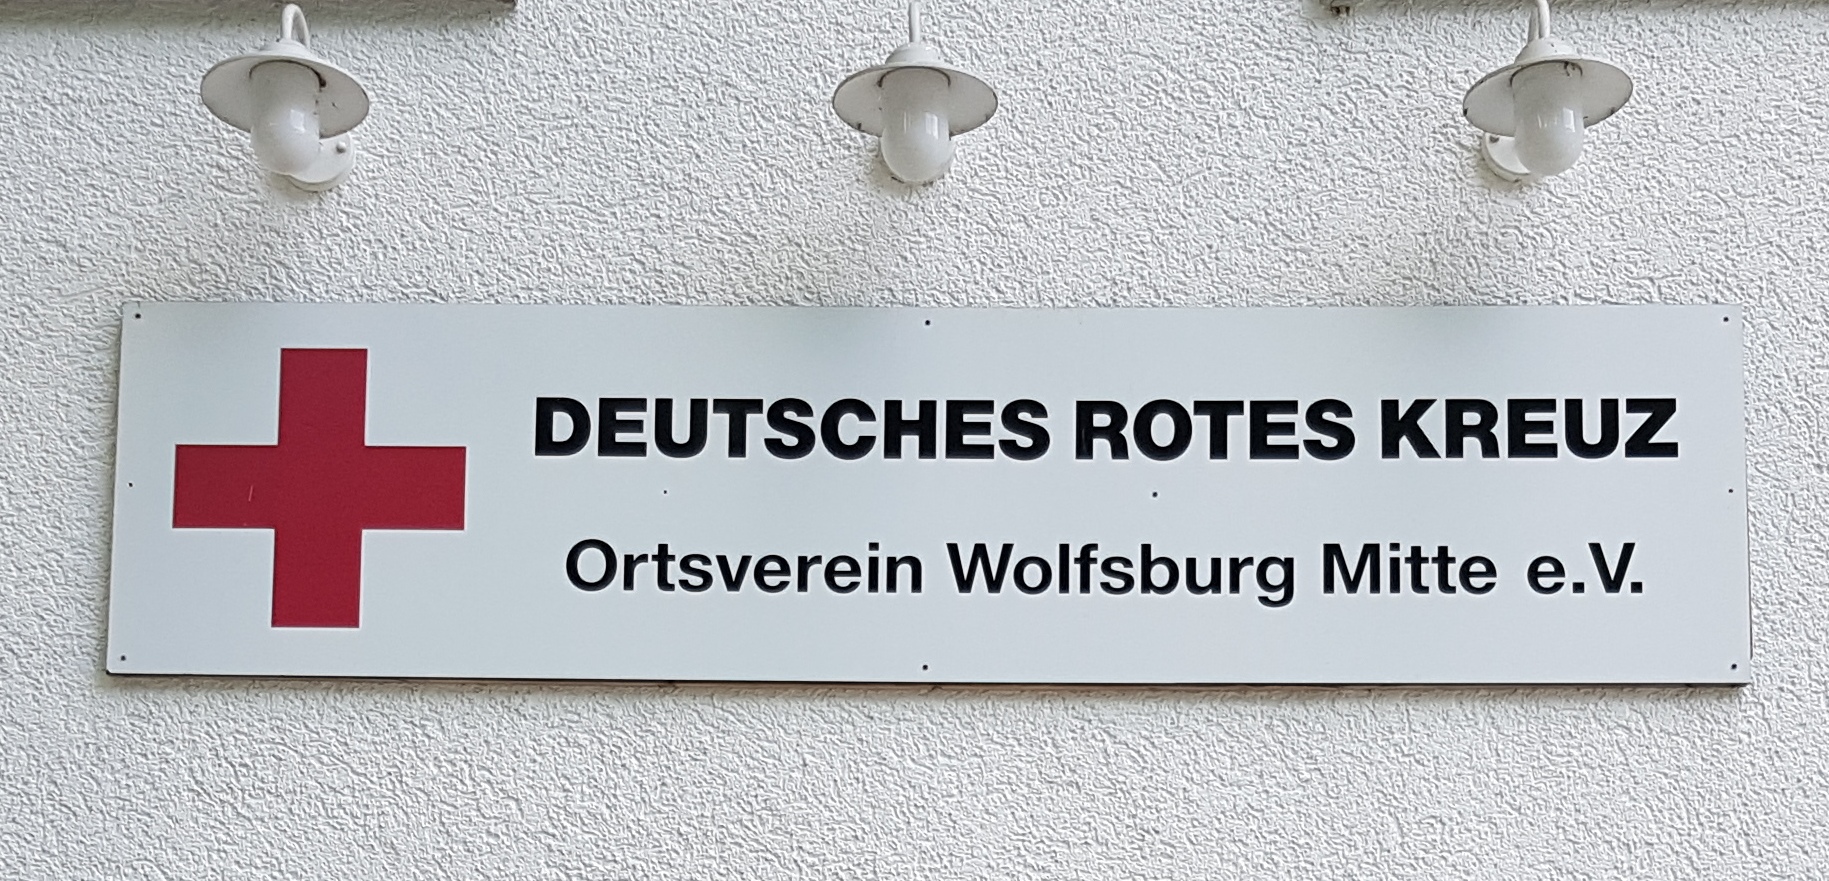 DEUTSCHES ROTES KREUZ
Ortsverein Wolfsburg Mitte e.V.